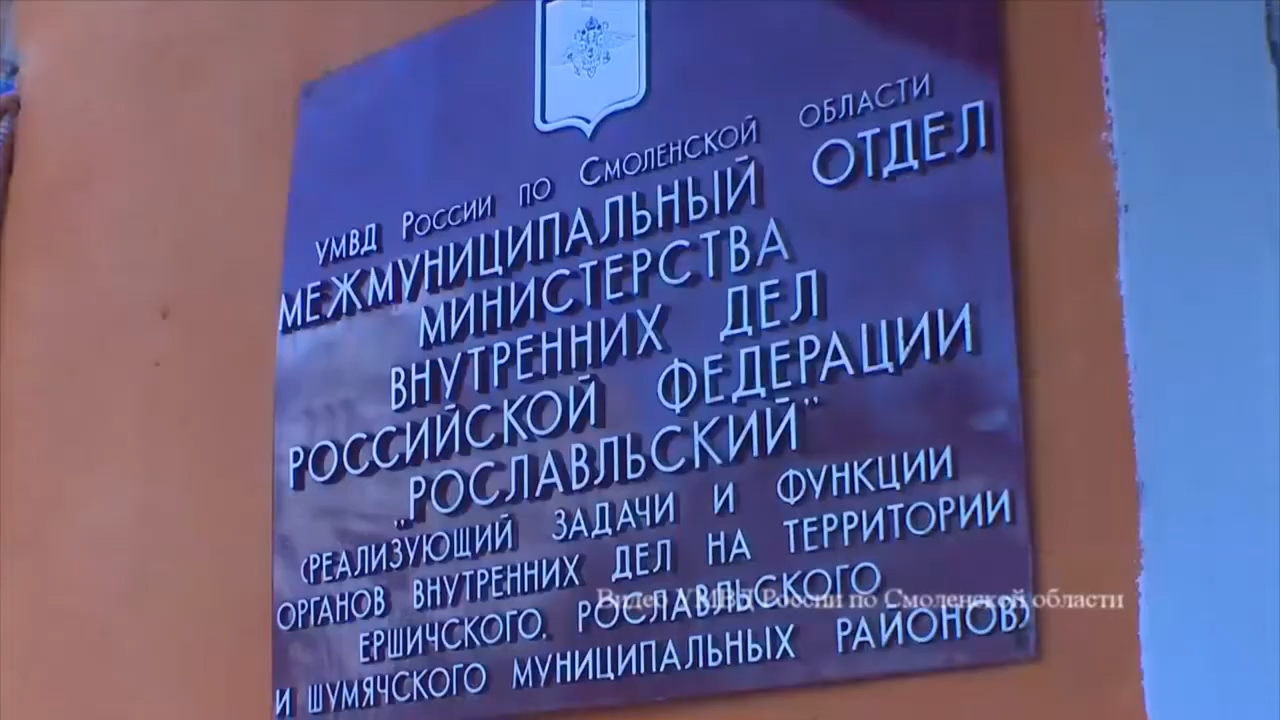 УМВД России по Смоленской области
МЕЖМУНИЦИПАЛЬНЫЙ ОТДЕЛ
МИНИСТЕРСТВА
ВНУТРЕННИХ ДЕЛ
РОССИЙСКОЙ ФЕДЕРАЦИИ
„РОСЛАВЛЬСКИЙ"
(РЕАЛИЗУЮЩИЙ ЗАДАЧИ И ФУНКЦИИ
ОРГАНОВ ВНУТРЕННИХ ДЕЛ НА ТЕРРИТОРИИ
ЕРШИЧСКОГО, РОСЛАВЛЬСКОГО
И ШУМЯЧСКОГО МУНИЦИПАЛЬНЫХ РАЙОНОВ)
Видео УМВД России по Смоленской области